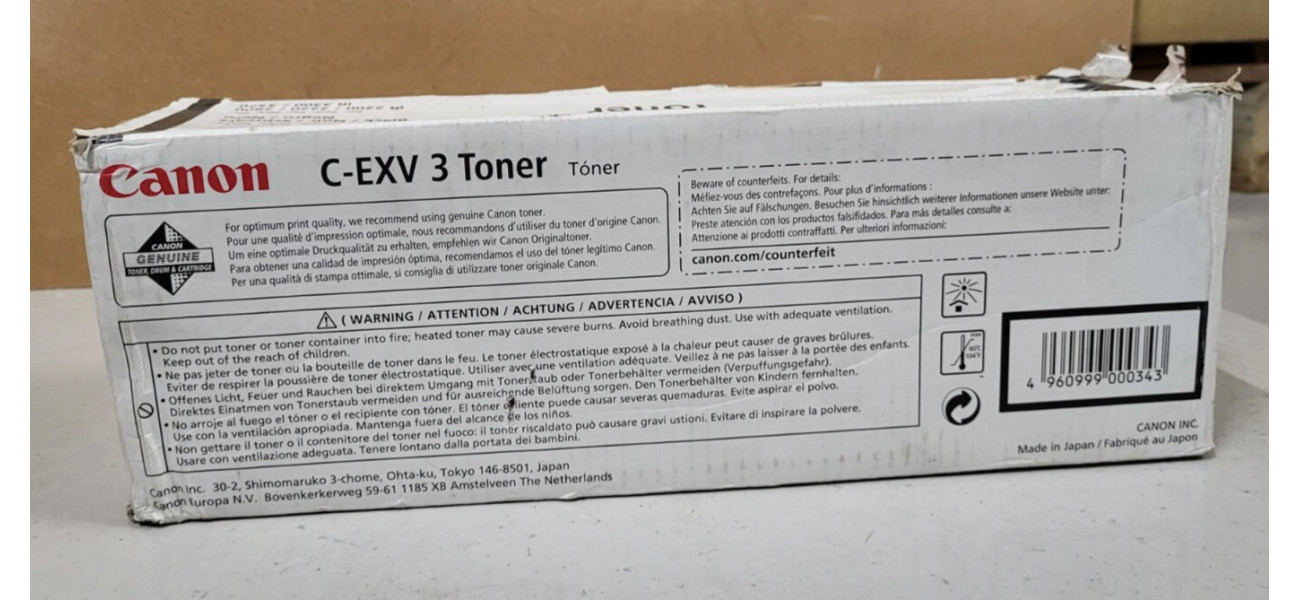 Toner
Canon
C-EXV 3 Toner Tóner
CANON
GENUINE
TONER, DRUM & CARTRIDGE
For optimum print quality, we recommend using genuine Canon toner.
Pour une qualité d'impression optimale, nous recommandons d'utiliser du toner d'origine Canon.
Um eine optimale Druckqualität zu erhalten, empfehlen wir Canon Originaltoner.
Para obtener una calidad de impresión óptima, recomendamos el uso del tóner legítimo Canon.
Per una qualità di stampa ottimale, si consiglia di utilizzare toner originale Canon.
Beware of counterfeits. For details:
Méfiez-vous des contrefaçons. Pour plus d'informations :
Achten Sie auf Fälschungen. Besuchen Sie hinsichtlich weiterer Informationen unsere Website unter:
Preste atención con los productos falsificados. Para más detalles consulte a:
Attenzione ai prodotti contraffatti. Per ulteriori informazioni:
canon.com/counterfeit
( WARNING / ATTENTION / ACHTUNG / ADVERTENCIA / AVVISO )
• Do not put toner or toner container into fire; heated toner may cause severe burns. Avoid breathing dust. Use with adequate ventilation.
Keep out of the reach of children.
• Ne pas jeter de toner ou la bouteille de toner dans le feu. Le toner électrostatique exposé à la chaleur peut causer de graves brûlures.
Eviter de respirer la poussière de toner électrostatique. Utiliser avec une ventilation adéquate. Veillez à ne pas laisser à la portée des enfants.
• Offenes Licht, Feuer und Rauchen bei direktem Umgang mit Tonerstaub oder Tonerbehälter vermeiden (Verpuffungsgefahr).
Direktes Einatmen von Tonerstaub vermeiden und für ausreichende Belüftung sorgen. Den Tonerbehälter von Kindern fernhalten.
• No arroje al fuego el tóner o el recipiente con tóner. El tóner caliente puede causar severas quemaduras. Evite aspirar el polvo.
Use con la ventilación apropiada. Mantenga fuera del alcance de los niños.
• Non gettare il toner o il contenitore del toner nel fuoco: il toner riscaldato può causare gravi ustioni. Evitare di inspirare la polvere.
Usare con ventilazione adeguata. Tenere lontano dalla portata dei bambini.
Canon Inc. 30-2, Shimomaruko 3-chome, Ohta-ku, Tokyo 146-8501, Japan
Canon Europa N.V. Bovenkerkerweg 59-61 1185 XB Amstelveen The Netherlands
4 960999 000343
CANON INC.
Made in Japan / Fabriqué au Japon